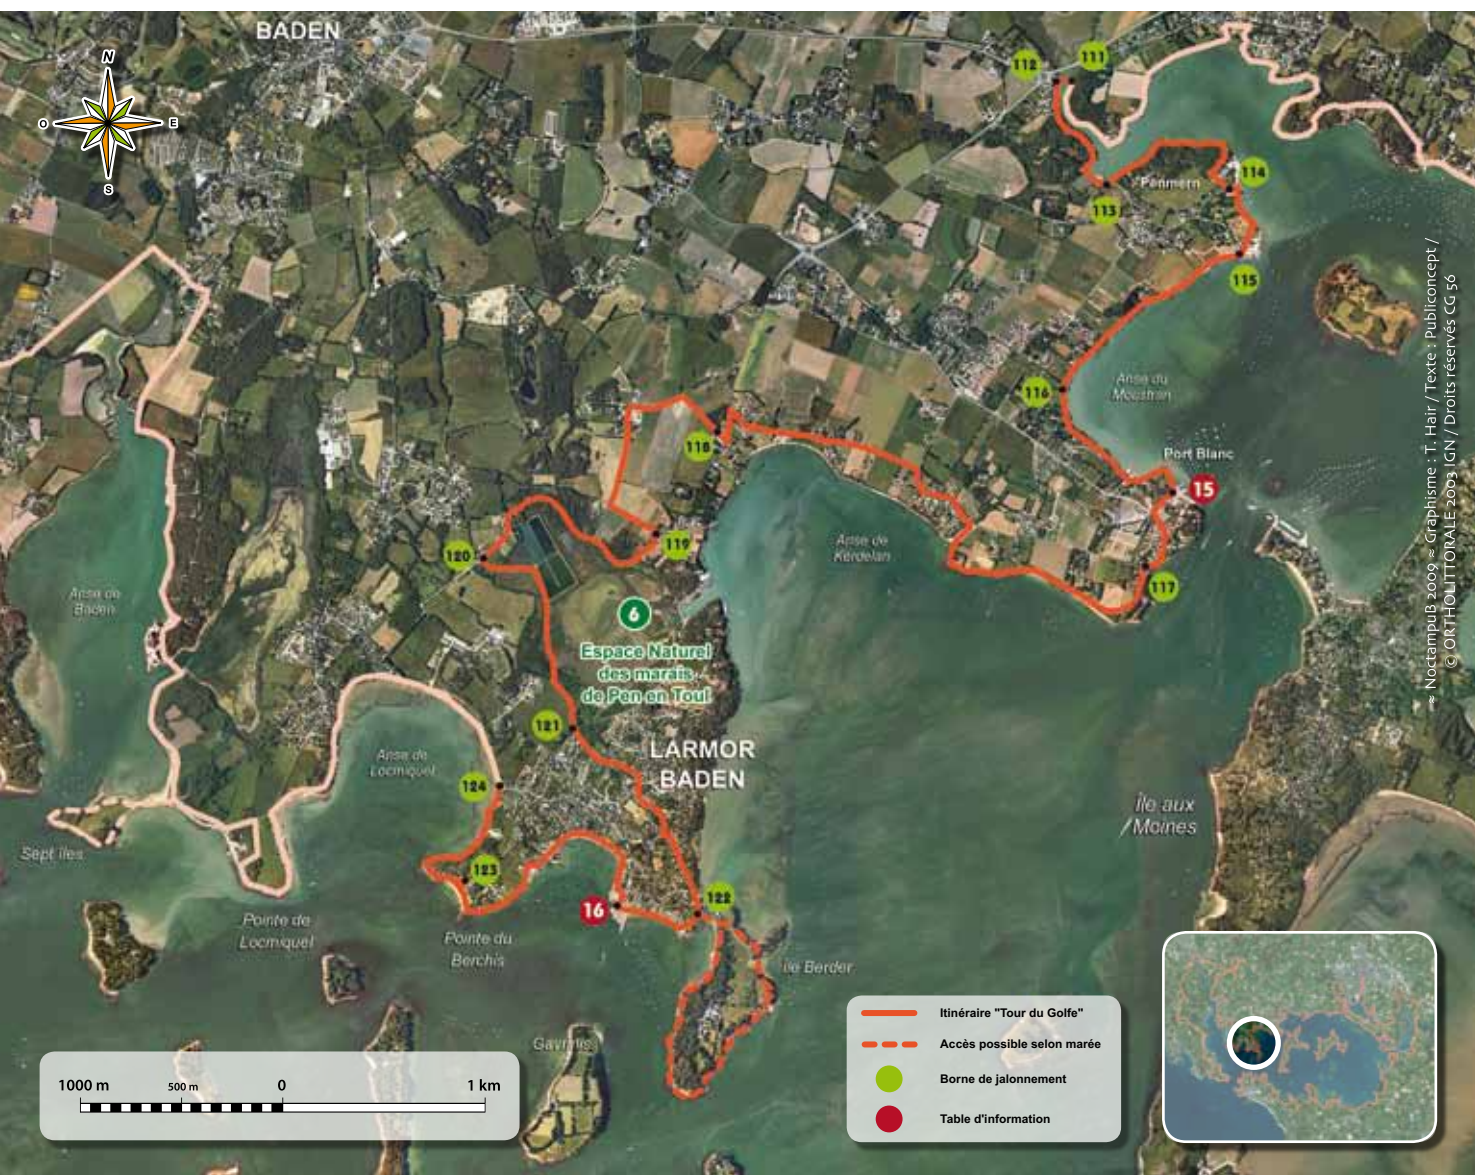 BADEN
N
O
E
S
112
111
114
Penmern
113
115
116
Anse du
Moustran
Port Blanc
15
118
119
120
Anse de
Kerdelan
117
Anse de
Baden
6
Espace Naturel
des marais
de Pen en Toul
121
LARMOR
BADEN
Anse de
Locmiquel
124
Île aux
Moines
Sept îles
123
122
16
Pointe de
Locmiquel
Pointe du
Berchis
île Berder
Gavrinis
1000 m
500 m
0
1 km
Itinéraire "Tour du Golfe"
Accès possible selon marée
Borne de jalonnement
Table d'information
≈ Noctampuß 2009 ≈ Graphisme : T. Hair / Texte : Publiconcept /
© ORTHOLITTORALE 2003 IGN / Droits réservés CG 56